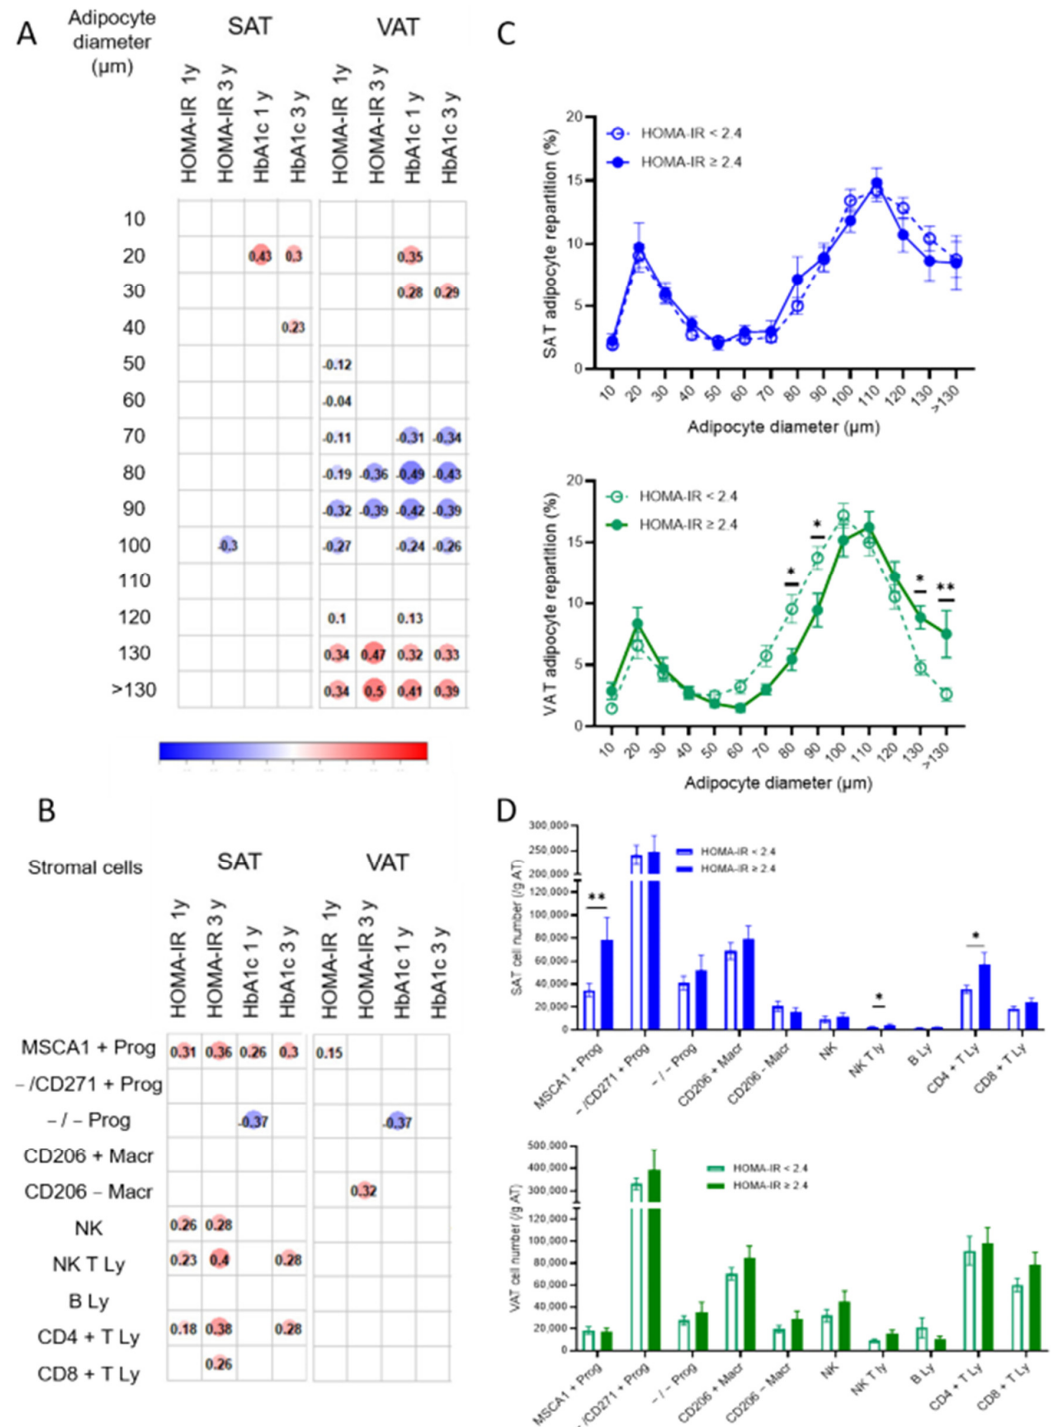 A
Adipocyte
diameter
(µm)
SAT
VAT
HOMA-IR 1y
HOMA-IR 3 y
HbA1c 1 y
HbA1c 3 y
HOMA-IR 1y
HOMA-IR 3 y
HbA1c 1 y
HbA1c 3 y
10
20 0.43 0.3 0.35
30 0.28 0.29
40 0.23
50 -0.12
60 -0.04
70 -0.11 -0.31 -0.34
80 -0.19 -0.36 -0.49 -0.43
90 -0.32 -0.39 -0.42 -0.39
100 -0.3 -0.27 -0.24 -0.26
110
120 0.1 0.13
130 0.34 0.47 0.32 0.33
>130 0.34 0.5 0.41 0.39
B
Stromal cells
SAT
VAT
HOMA-IR 1y
HOMA-IR 3 y
HbA1c 1 y
HbA1c 3 y
HOMA-IR 1y
HOMA-IR 3 y
HbA1c 1 y
HbA1c 3 y
MSCA1 + Prog 0.31 0.36 0.26 0.3 0.15
– /CD271 + Prog
– / – Prog -0.37 -0.37
CD206 + Macr
CD206 – Macr 0.32
NK 0.26 0.28
NK T Ly 0.23 0.4 0.28
B Ly
CD4 + T Ly 0.18 0.38 0.28
CD8 + T Ly 0.26
C
SAT adipocyte repartition (%)
20
15
10
5
0
HOMA-IR < 2.4
HOMA-IR ≥ 2.4
10 20 30 40 50 60 70 80 90 100 110 120 130 >130
Adipocyte diameter (µm)
VAT adipocyte repartition (%)
20
15
10
5
0
HOMA-IR < 2.4
HOMA-IR ≥ 2.4
* * * **
10 20 30 40 50 60 70 80 90 100 110 120 130 >130
Adipocyte diameter (µm)
D
SAT cell number (/g AT)
300,000
250,000
200,000
120,000
100,000
80,000
60,000
40,000
20,000
0
HOMA-IR < 2.4
HOMA-IR ≥ 2.4
** * *
MSCA1 + Prog
– /CD271 + Prog
– / – Prog
CD206 + Macr
CD206 – Macr
NK
NK T ly
B Ly
CD4 + T Ly
CD8 + T Ly
VAT cell number (/g AT)
500,000
400,000
300,000
120,000
100,000
80,000
60,000
40,000
20,000
0
HOMA-IR < 2.4
HOMA-IR ≥ 2.4
MSCA1 + Prog
– /CD271 + Prog
– / – Prog
CD206 + Macr
CD206 – Macr
NK
NK T ly
B Ly
CD4 + T Ly
CD8 + T Ly